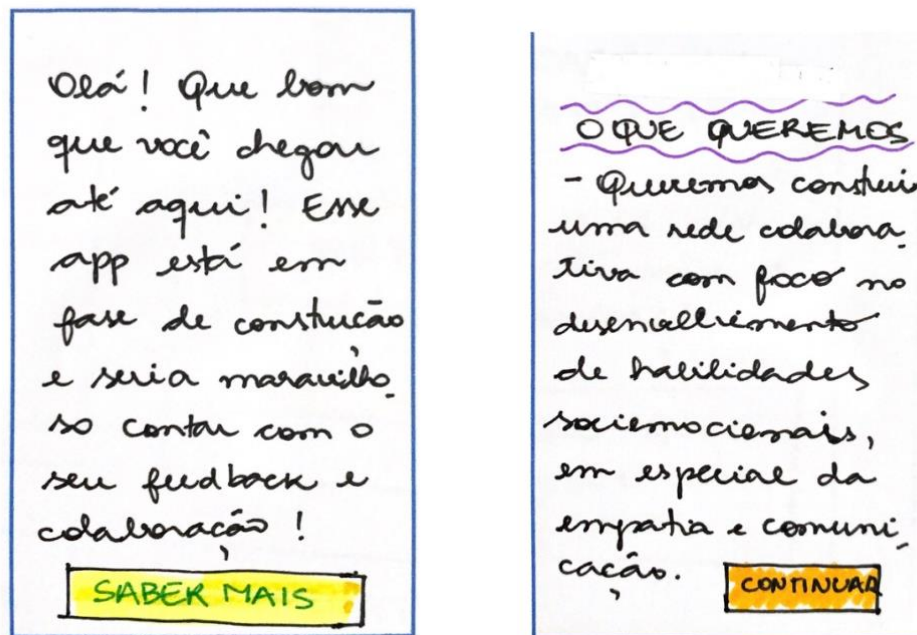 Olá! Que bom
que você chegou
até aqui! Esse
app está em
fase de construção
e seria maravilho-
so contar com o
seu feedback e
colaboração!
SABER MAIS
O QUE QUEREMOS
- Queremos construir
uma rede colabora-
tiva com foco no
desenvolvimento
de habilidades
sociemocionais,
em especial da
empatia e comuni-
cação.
CONTINUAR